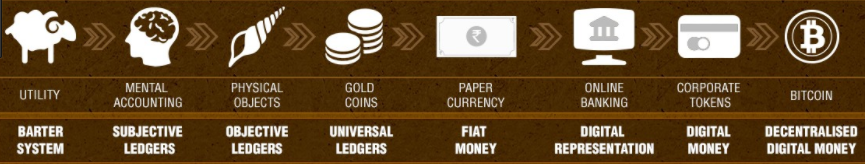 ₹
UTILITY
MENTAL
ACCOUNTING
PHYSICAL
OBJECTS
GOLD
COINS
PAPER
CURRENCY
ONLINE
BANKING
CORPORATE
TOKENS
BITCOIN
BARTER
SYSTEM
SUBJECTIVE
LEDGERS
OBJECTIVE
LEDGERS
UNIVERSAL
LEDGERS
FIAT
MONEY
DIGITAL
REPRESENTATION
DIGITAL
MONEY
DECENTRALISED
DIGITAL MONEY